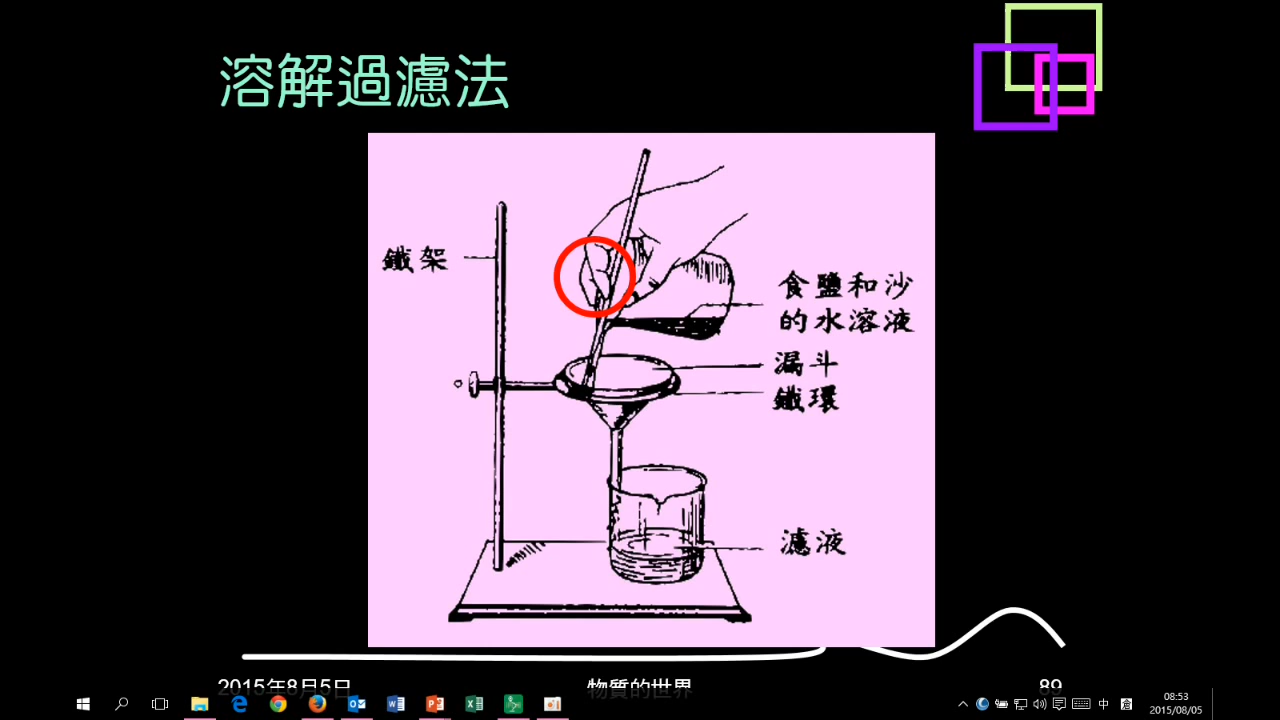 溶解過濾法
鐵架
食鹽和沙
的水溶液
漏斗
鐵環
濾液
2015年8月5日
物質的世界
89
中
08:53
2015/08/05